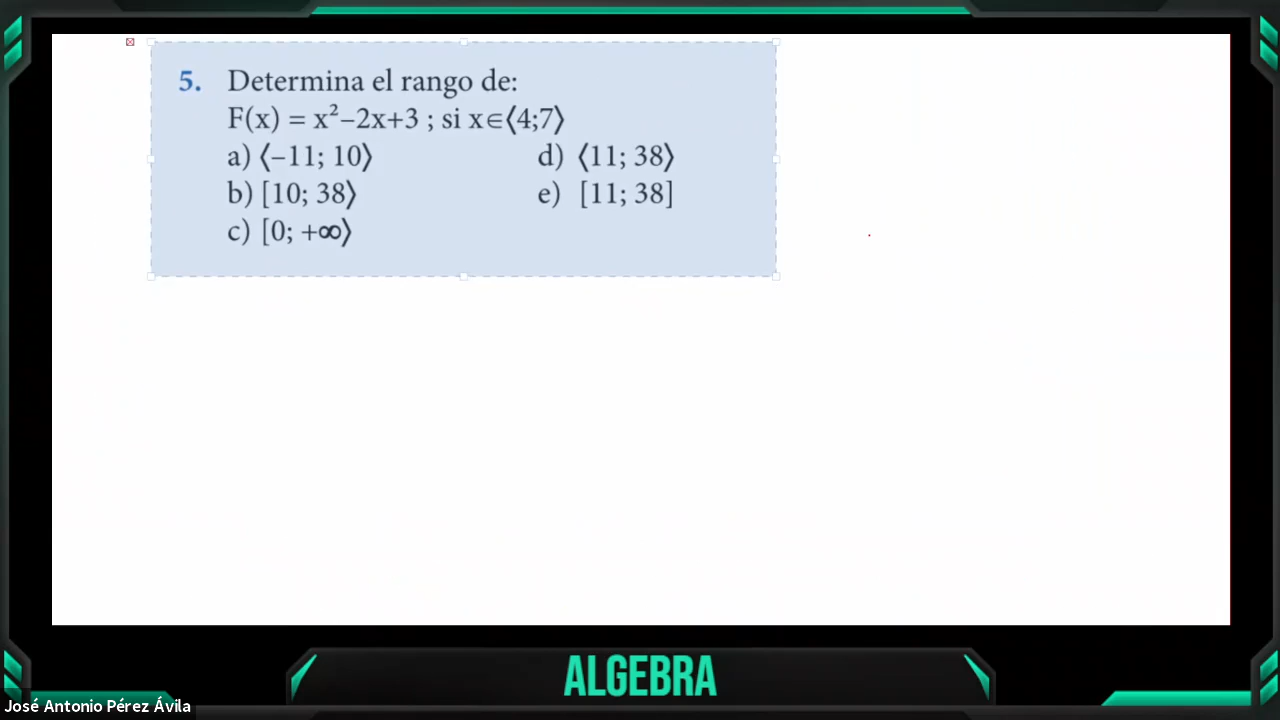 5. Determina el rango de:
F(x) = x²–2x+3 ; si x∈⟨4;7⟩
a) ⟨–11; 10⟩ d) ⟨11; 38⟩
b) [10; 38⟩ e) [11; 38]
c) [0; +∞⟩
ALGEBRA
José Antonio Pérez Ávila